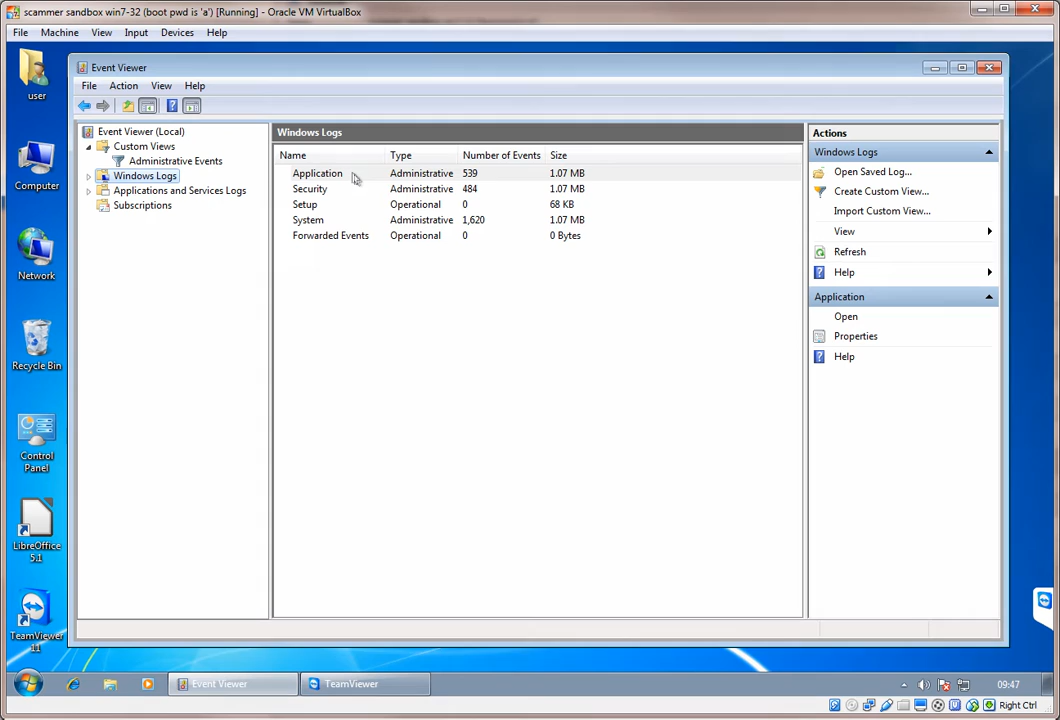 scammer sandbox win7-32 (boot pwd is 'a') [Running] - Oracle VM VirtualBox
File Machine View Input Devices Help
Event Viewer
File Action View Help
user
Computer
Network
Recycle Bin
Control
Panel
LibreOffice
5.1
TeamViewer
11
Event Viewer (Local)
Custom Views
Administrative Events
Windows Logs
Applications and Services Logs
Subscriptions
Windows Logs
Name Type Number of Events Size
Application Administrative 539 1.07 MB
Security Administrative 484 1.07 MB
Setup Operational 0 68 KB
System Administrative 1,620 1.07 MB
Forwarded Events Operational 0 0 Bytes
Actions
Windows Logs
Open Saved Log...
Create Custom View...
Import Custom View...
View
Refresh
Help
Application
Open
Properties
Help
Event Viewer
TeamViewer
09:47
Right Ctrl